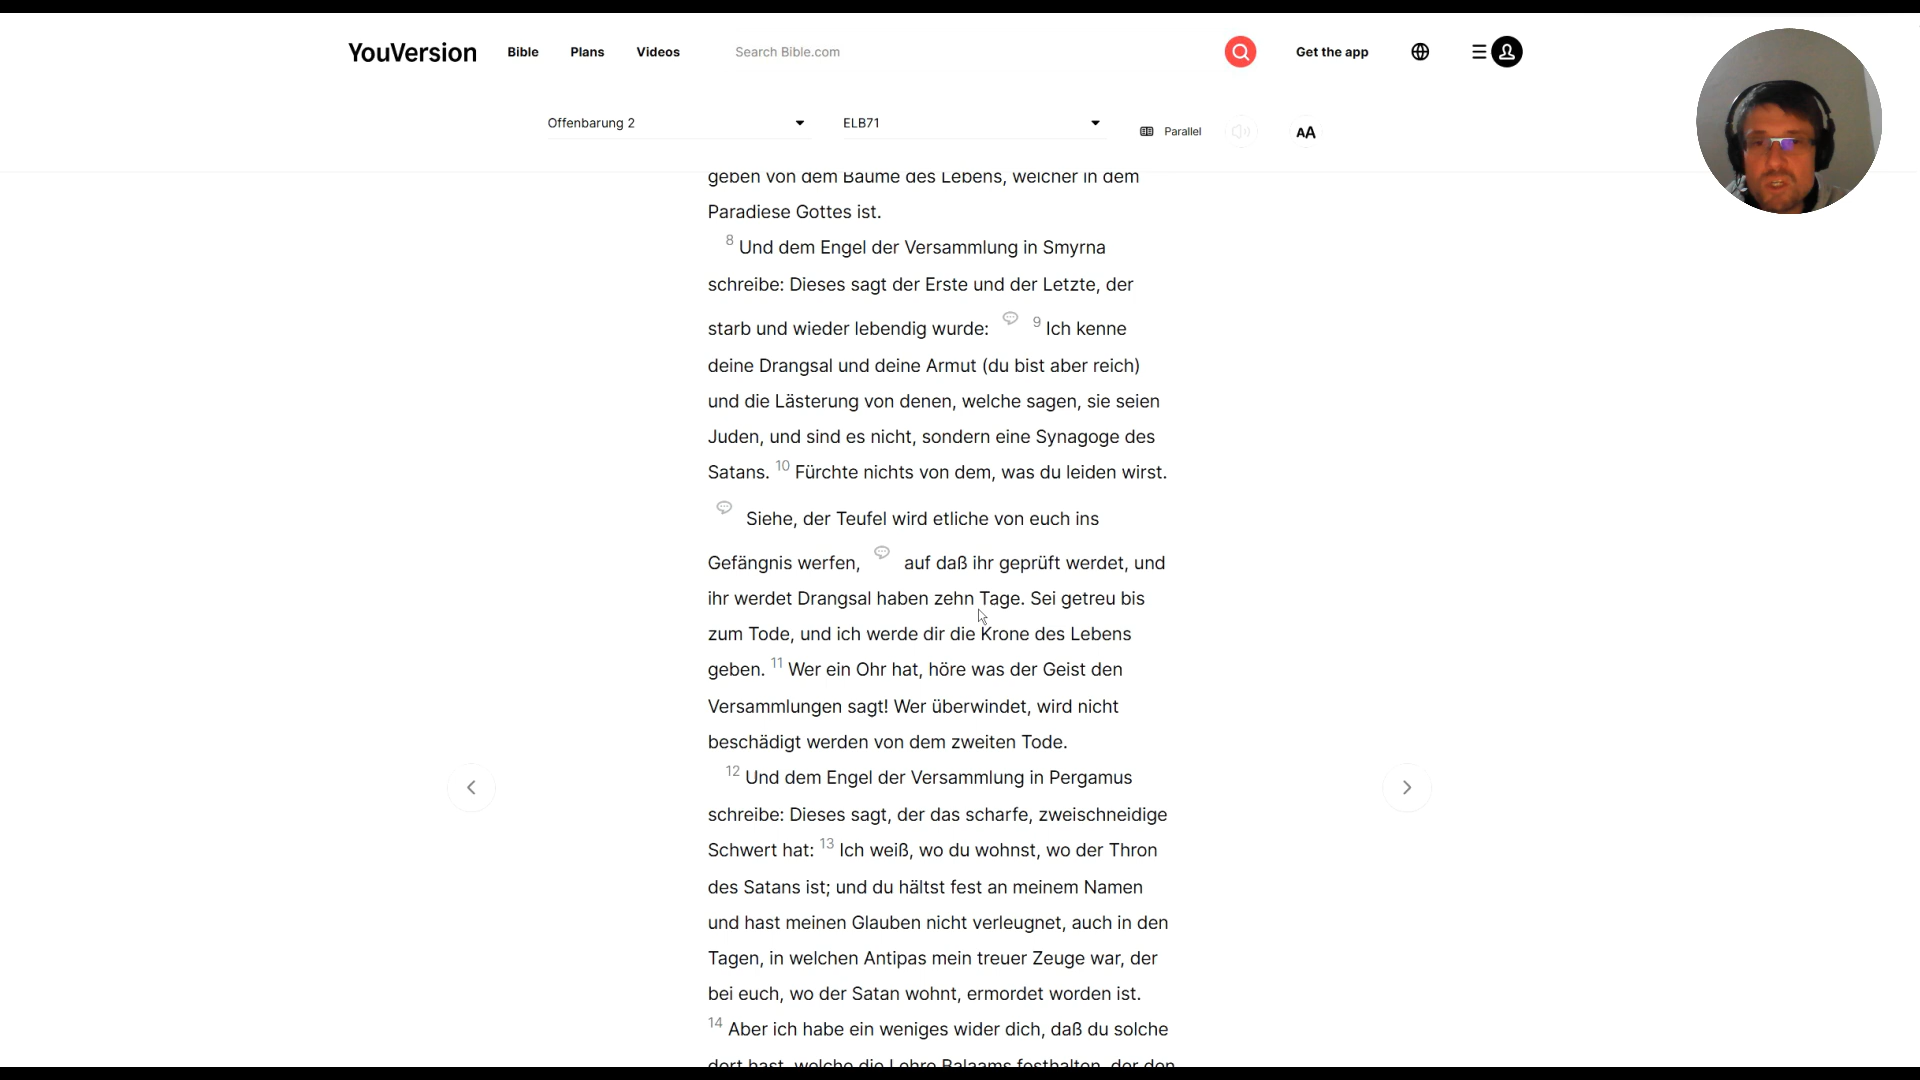 YouVersion Bible Plans Videos Search Bible.com Get the app
Offenbarung 2 ELB71 Parallel AA
geben von dem Baume des Lebens, welcher in dem
Paradiese Gottes ist.
8 Und dem Engel der Versammlung in Smyrna
schreibe: Dieses sagt der Erste und der Letzte, der
starb und wieder lebendig wurde: 9 Ich kenne
deine Drangsal und deine Armut (du bist aber reich)
und die Lästerung von denen, welche sagen, sie seien
Juden, und sind es nicht, sondern eine Synagoge des
Satans. 10 Fürchte nichts von dem, was du leiden wirst.
Siehe, der Teufel wird etliche von euch ins
Gefängnis werfen, auf daß ihr geprüft werdet, und
ihr werdet Drangsal haben zehn Tage. Sei getreu bis
zum Tode, und ich werde dir die Krone des Lebens
geben. 11 Wer ein Ohr hat, höre was der Geist den
Versammlungen sagt! Wer überwindet, wird nicht
beschädigt werden von dem zweiten Tode.
12 Und dem Engel der Versammlung in Pergamus
schreibe: Dieses sagt, der das scharfe, zweischneidige
Schwert hat: 13 Ich weiß, wo du wohnst, wo der Thron
des Satans ist; und du hältst fest an meinem Namen
und hast meinen Glauben nicht verleugnet, auch in den
Tagen, in welchen Antipas mein treuer Zeuge war, der
bei euch, wo der Satan wohnt, ermordet worden ist.
14 Aber ich habe ein weniges wider dich, daß du solche
dort hast, welche die Lehre Balaams festhalten, der den